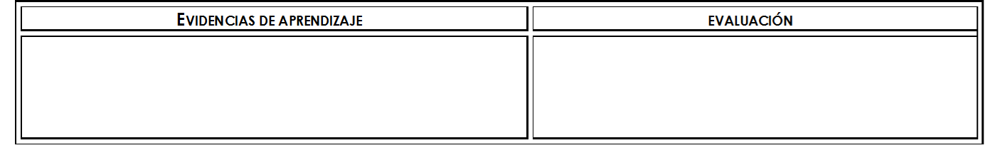 EVIDENCIAS DE APRENDIZAJE
EVALUACIÓN